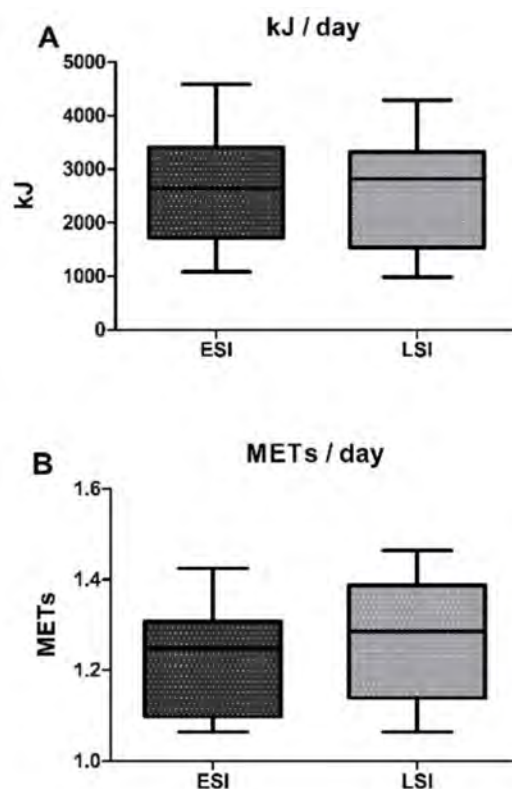 A
kJ / day
kJ
5000
4000
3000
2000
1000
0
ESI
LSI
B
METs / day
METs
1.6
1.4
1.2
1.0
ESI
LSI